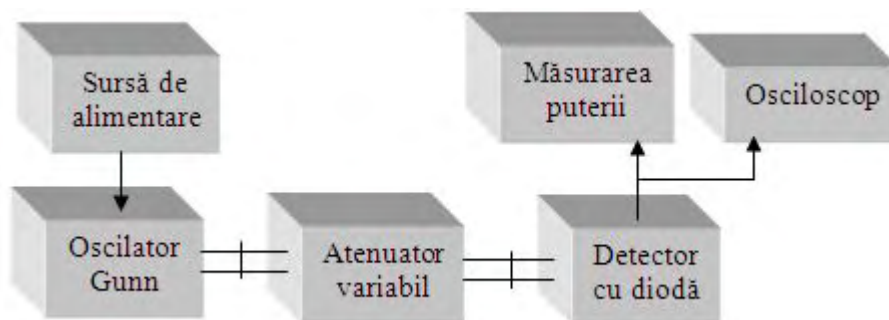 Sursă de
alimentare
Măsurarea
puterii
Osciloscop
Oscilator
Gunn
Atenuator
variabil
Detector
cu diodă